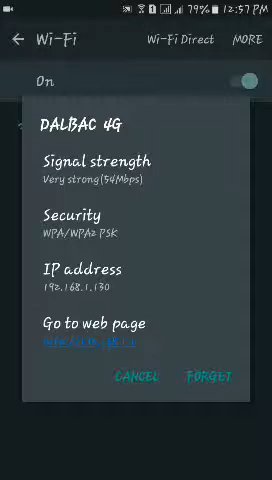 79% 12:57 PM
Wi-Fi
Wi-Fi Direct
MORE
On
DALBAC 4G
Signal strength
Very strong(54Mbps)
Security
WPA/WPA2 PSK
IP address
192.168.1.130
Go to web page
CANCEL
FORGET